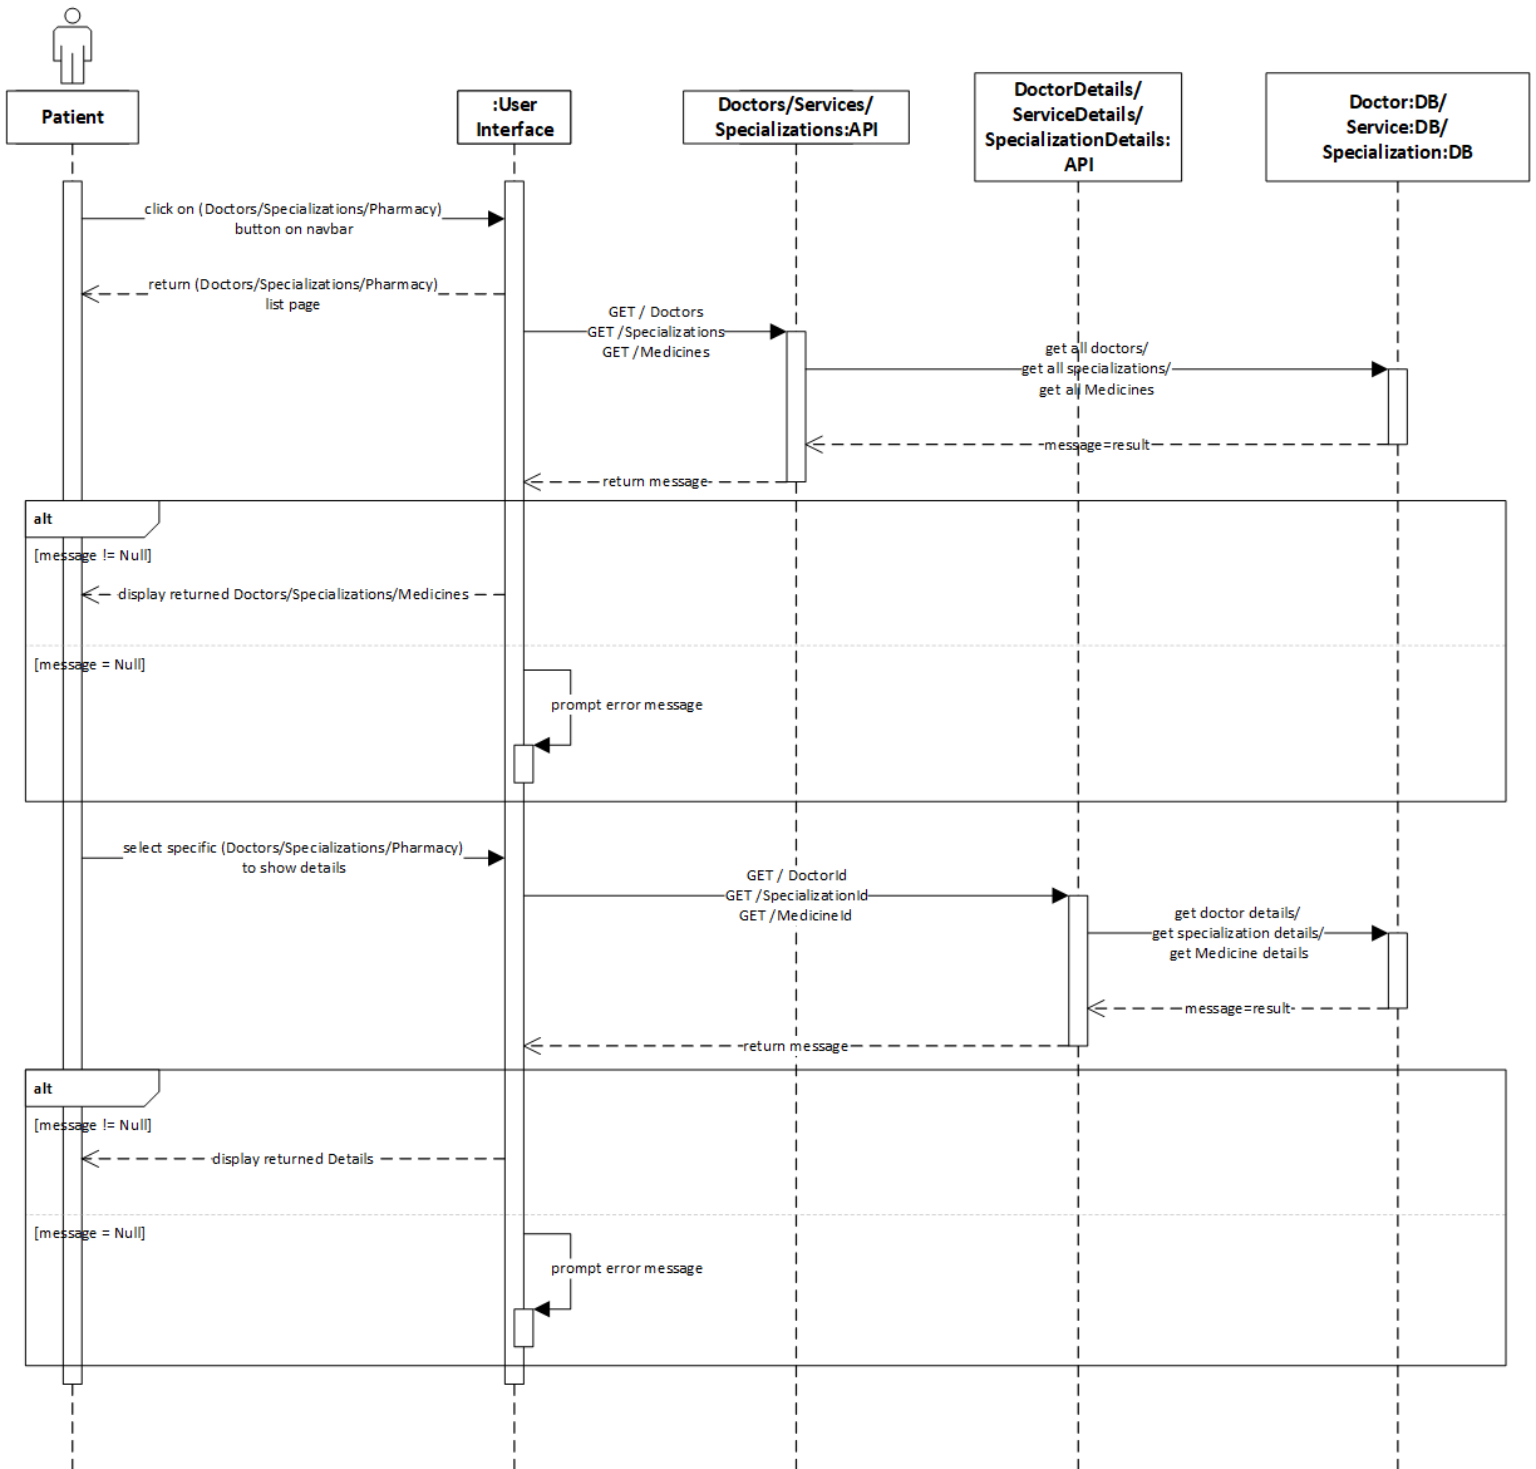 Patient
:User
Interface
Doctors/Services/
Specializations:API
DoctorDetails/
ServiceDetails/
SpecializationDetails:
API
Doctor:DB/
Service:DB/
Specialization:DB
click on (Doctors/Specializations/Pharmacy)
button on navbar
return (Doctors/Specializations/Pharmacy)
list page
GET / Doctors
GET /Specializations
GET /Medicines
get all doctors/
get all specializations/
get all Medicines
message=result
return message
alt
[message != Null]
display returned Doctors/Specializations/Medicines
[message = Null]
prompt error message
select specific (Doctors/Specializations/Pharmacy)
to show details
GET / DoctorId
GET /SpecializationId
GET /MedicineId
get doctor details/
get specialization details/
get Medicine details
message=result
return message
alt
[message != Null]
display returned Details
[message = Null]
prompt error message